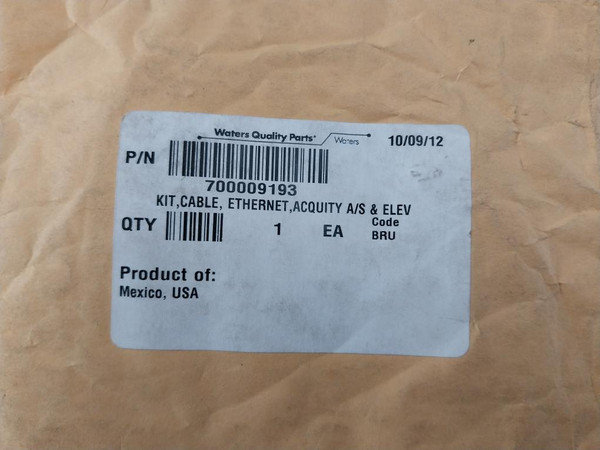 Waters Quality Parts™ Waters 10/09/12
P/N
700009193
KIT,CABLE, ETHERNET,ACQUITY A/S & ELEV
QTY 1 EA Code
BRU
Product of:
Mexico, USA